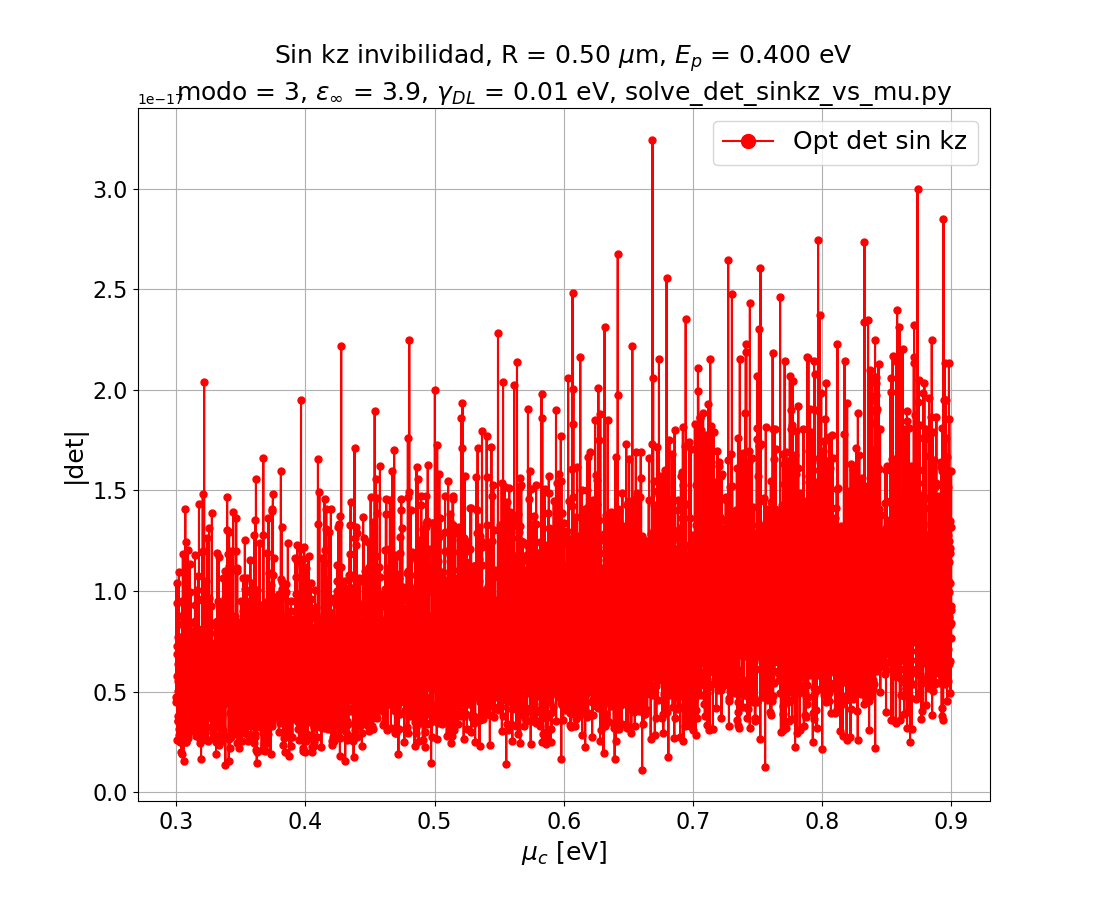 Sin kz invibilidad, R = 0.50 μm, E_p = 0.400 eV
modo = 3, ε_∞ = 3.9, γ_DL = 0.01 eV, solve_det_sinkz_vs_mu.py
1e−17
Opt det sin kz
3.0
2.5
2.0
1.5
1.0
0.5
0.0
|det|
0.3 0.4 0.5 0.6 0.7 0.8 0.9
μ_c [eV]